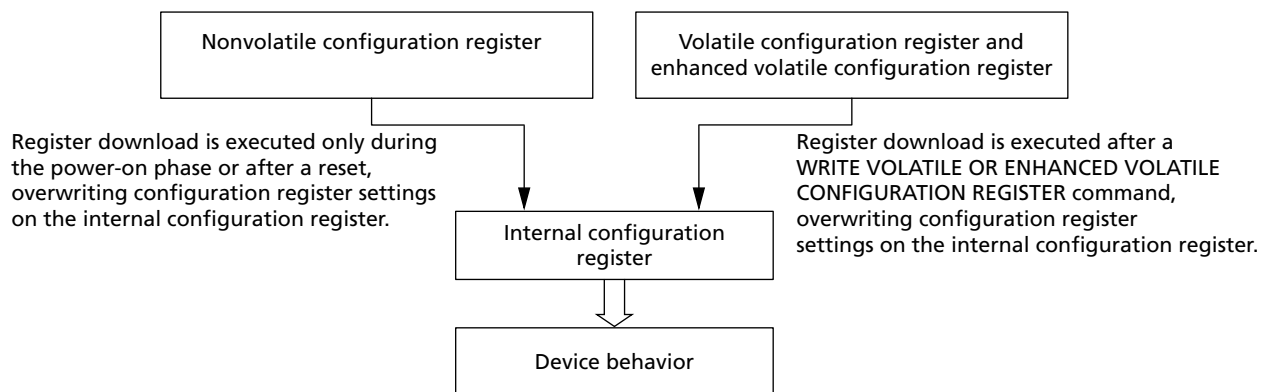 Nonvolatile configuration register
Volatile configuration register and
enhanced volatile configuration register
Register download is executed only during
the power-on phase or after a reset,
overwriting configuration register settings
on the internal configuration register.
Register download is executed after a
WRITE VOLATILE OR ENHANCED VOLATILE
CONFIGURATION REGISTER command,
overwriting configuration register
settings on the internal configuration register.
Internal configuration
register
Device behavior